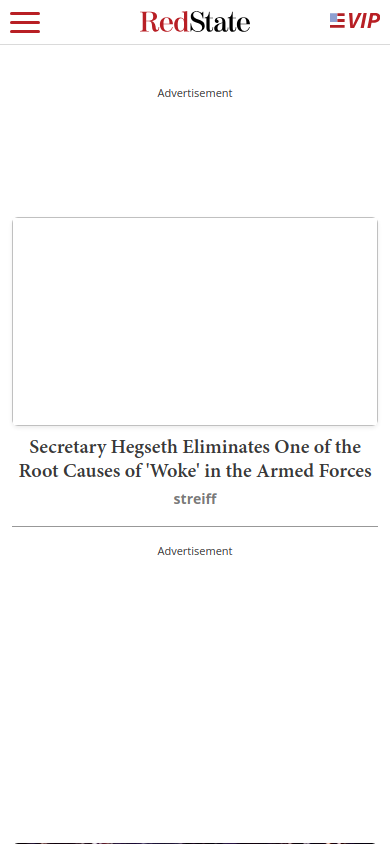 RedState
VIP
Advertisement
Secretary Hegseth Eliminates One of the
Root Causes of 'Woke' in the Armed Forces
streiff
Advertisement